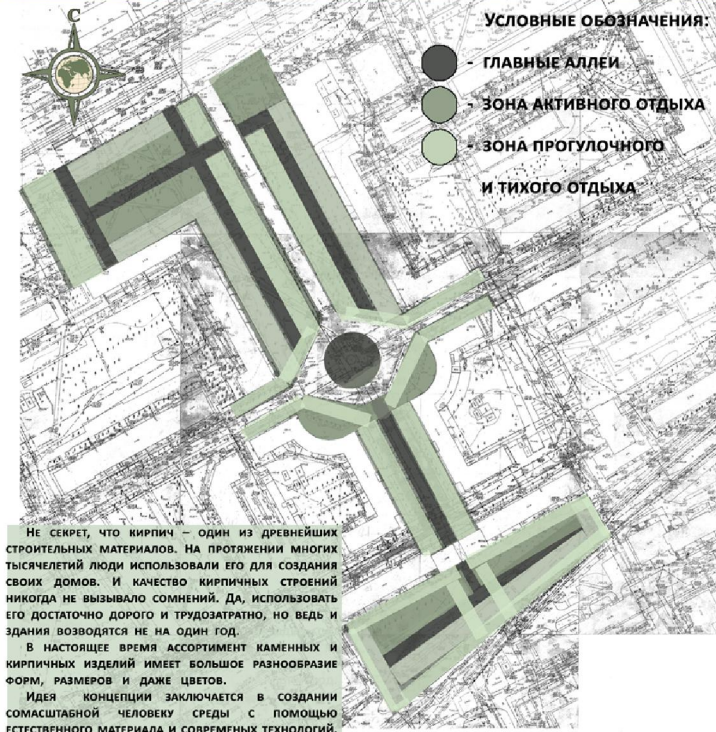 С
Условные обозначения:
- главные аллеи
- зона активного отдыха
- зона прогулочного
и тихого отдыха
Не секрет, что кирпич – один из древнейших
строительных материалов. На протяжении многих
тысячелетий люди использовали его для создания
своих домов. И качество кирпичных строений
никогда не вызывало сомнений. Да, использовать
его достаточно дорого и трудозатратно, но ведь и
здания возводятся не на один год.
В настоящее время ассортимент каменных и
кирпичных изделий имеет большое разнообразие
форм, размеров и даже цветов.
Идея концепции заключается в создании
сомасштабной человеку среды с помощью
естественного материала и современых технологий.